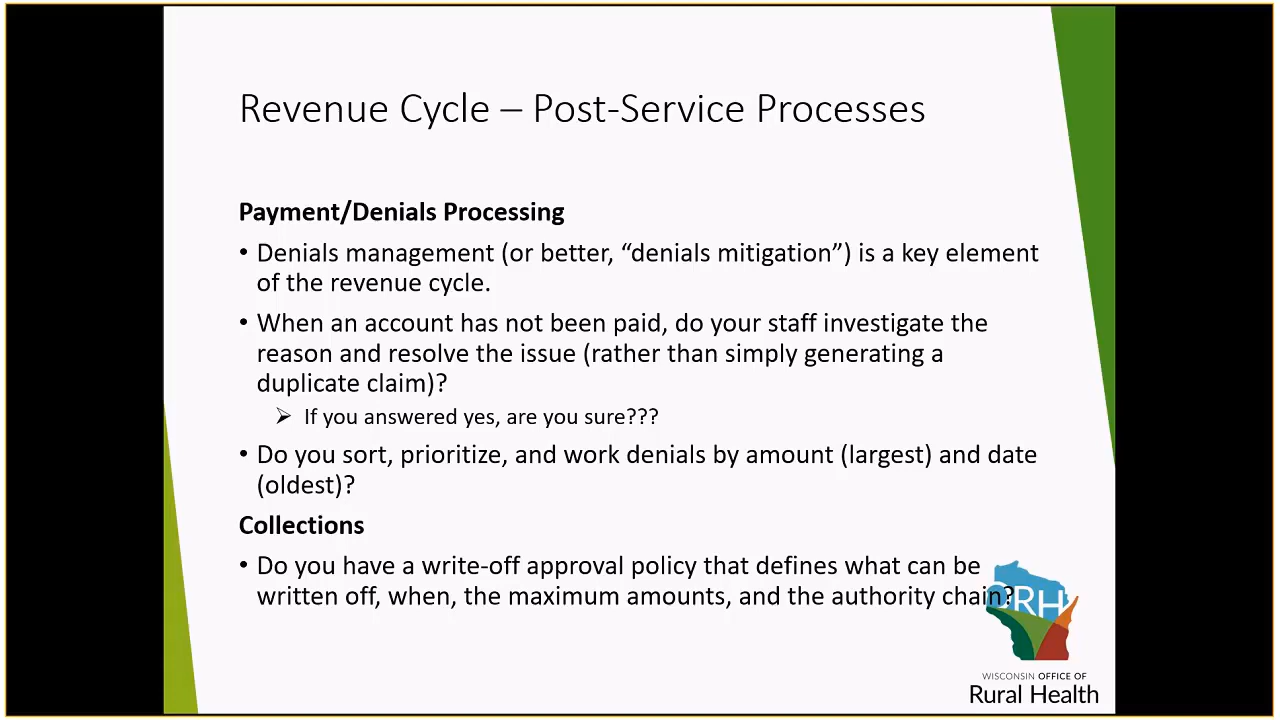 Revenue Cycle – Post-Service Processes
Payment/Denials Processing
• Denials management (or better, “denials mitigation”) is a key element
of the revenue cycle.
• When an account has not been paid, do your staff investigate the
reason and resolve the issue (rather than simply generating a
duplicate claim)?
➢ If you answered yes, are you sure???
• Do you sort, prioritize, and work denials by amount (largest) and date
(oldest)?
Collections
• Do you have a write-off approval policy that defines what can be
written off, when, the maximum amounts, and the authority chain?
ORH
WISCONSIN OFFICE OF
Rural Health